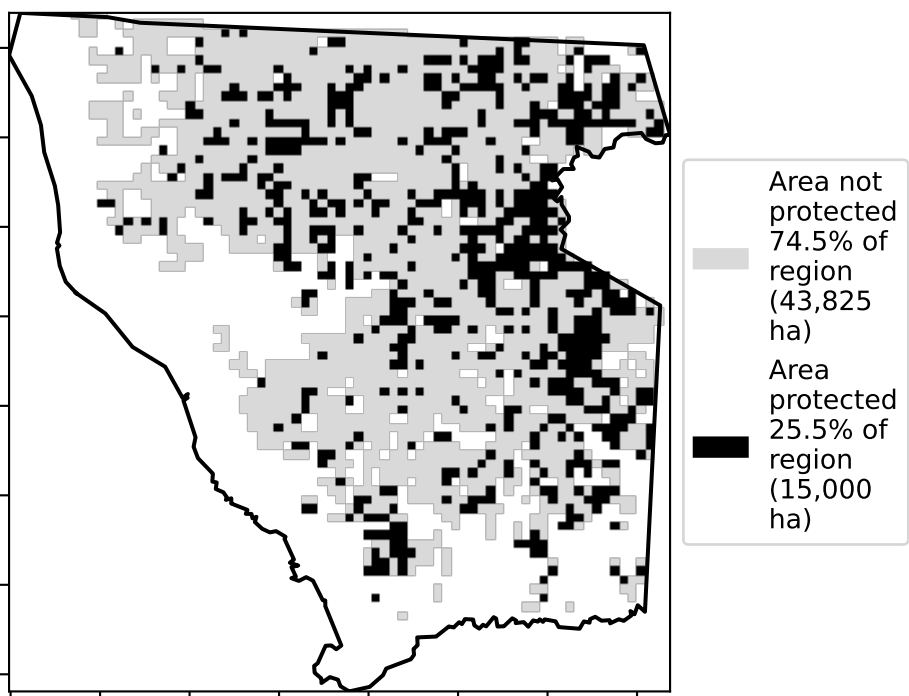 Area not
protected
74.5% of
region
(43,825
ha)
Area
protected
25.5% of
region
(15,000
ha)